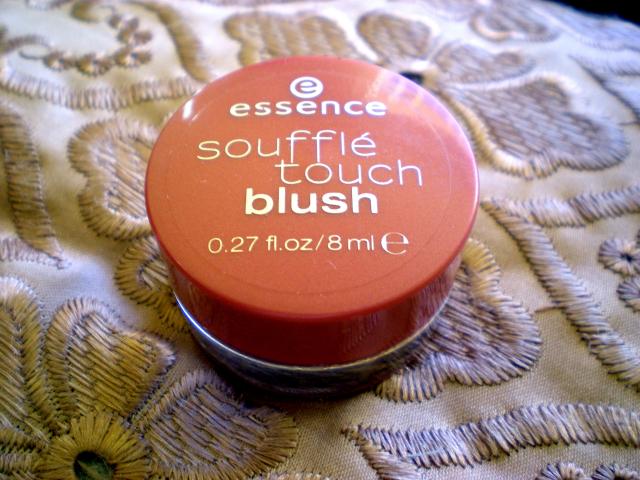 e
essence
soufflé
touch
blush
0.27 fl.oz/8 ml ℮